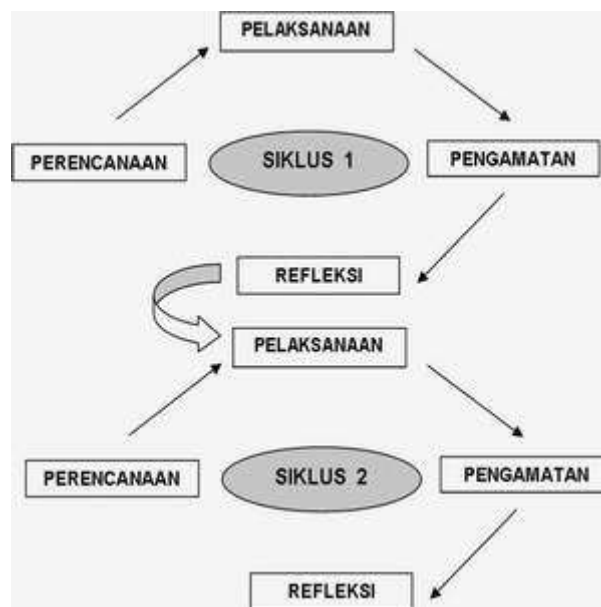 PELAKSANAAN
PERENCANAAN
SIKLUS 1
PENGAMATAN
REFLEKSI
PELAKSANAAN
PERENCANAAN
SIKLUS 2
PENGAMATAN
REFLEKSI